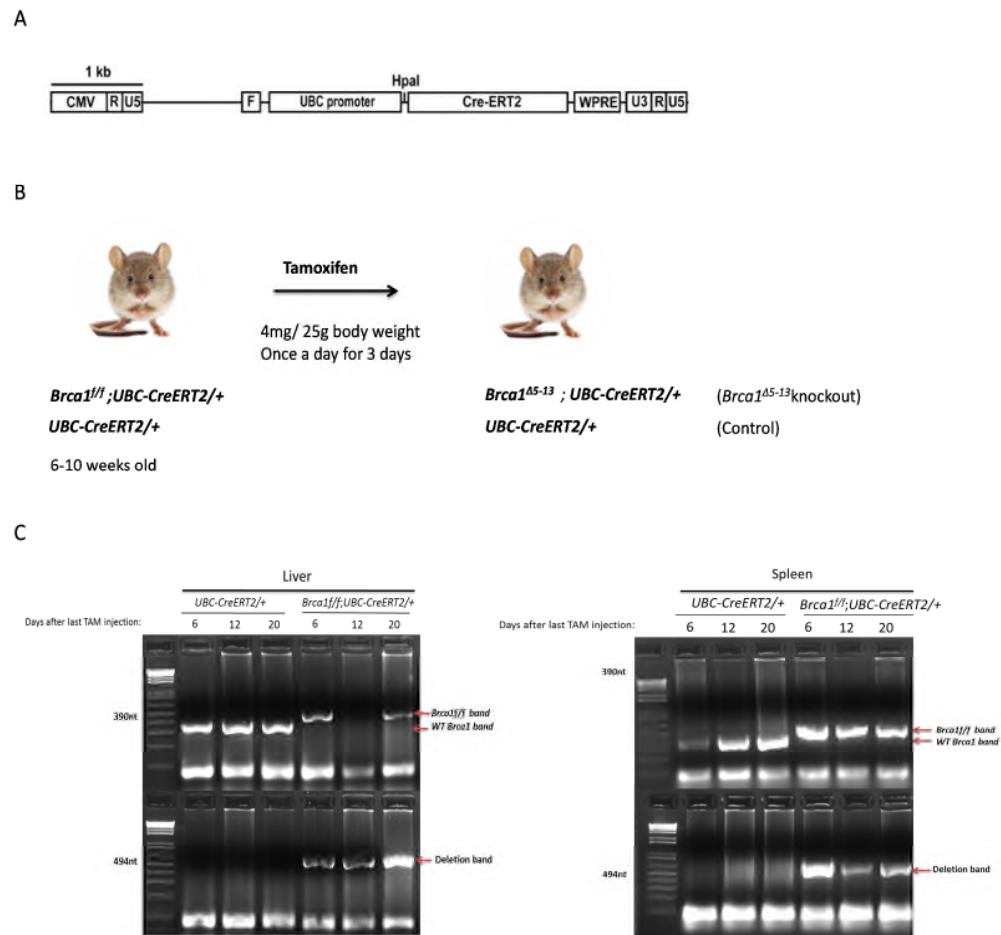 A
1 kb
HpaI
CMV R U5 F UBC promoter Cre-ERT2 WPRE U3 R U5
B
Tamoxifen
4mg/ 25g body weight
Once a day for 3 days
Brca1f/f ;UBC-CreERT2/+ Brca1Δ5-13 ; UBC-CreERT2/+ (Brca1Δ5-13knockout)
UBC-CreERT2/+ UBC-CreERT2/+ (Control)
6-10 weeks old
C
Liver
UBC-CreERT2/+ Brca1f/f;UBC-CreERT2/+
Days after last TAM injection: 6 12 20 6 12 20
390nt
Brca1f/f band
WT Brca1 band
494nt
Deletion band
Spleen
UBC-CreERT2/+ Brca1f/f;UBC-CreERT2/+
Days after last TAM injection: 6 12 20 6 12 20
390nt
Brca1f/f band
WT Brca1 band
494nt
Deletion band